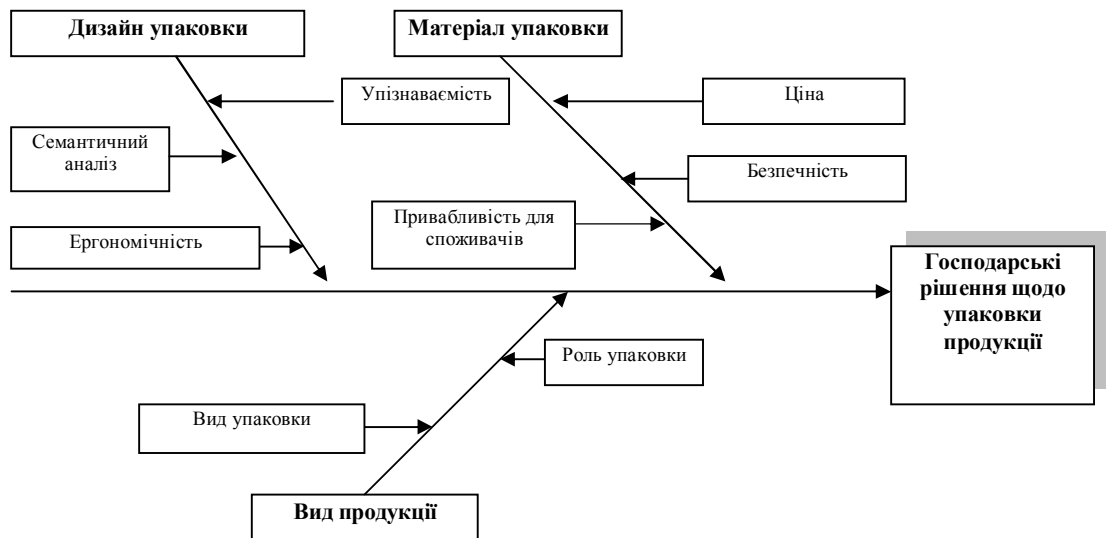 Дизайн упаковки
Матеріал упаковки
Упізнаваємість
Ціна
Семантичний
аналіз
Безпечність
Привабливість для
споживачів
Ергономічність
Господарські
рішення щодо
упаковки
продукції
Роль упаковки
Вид упаковки
Вид продукції